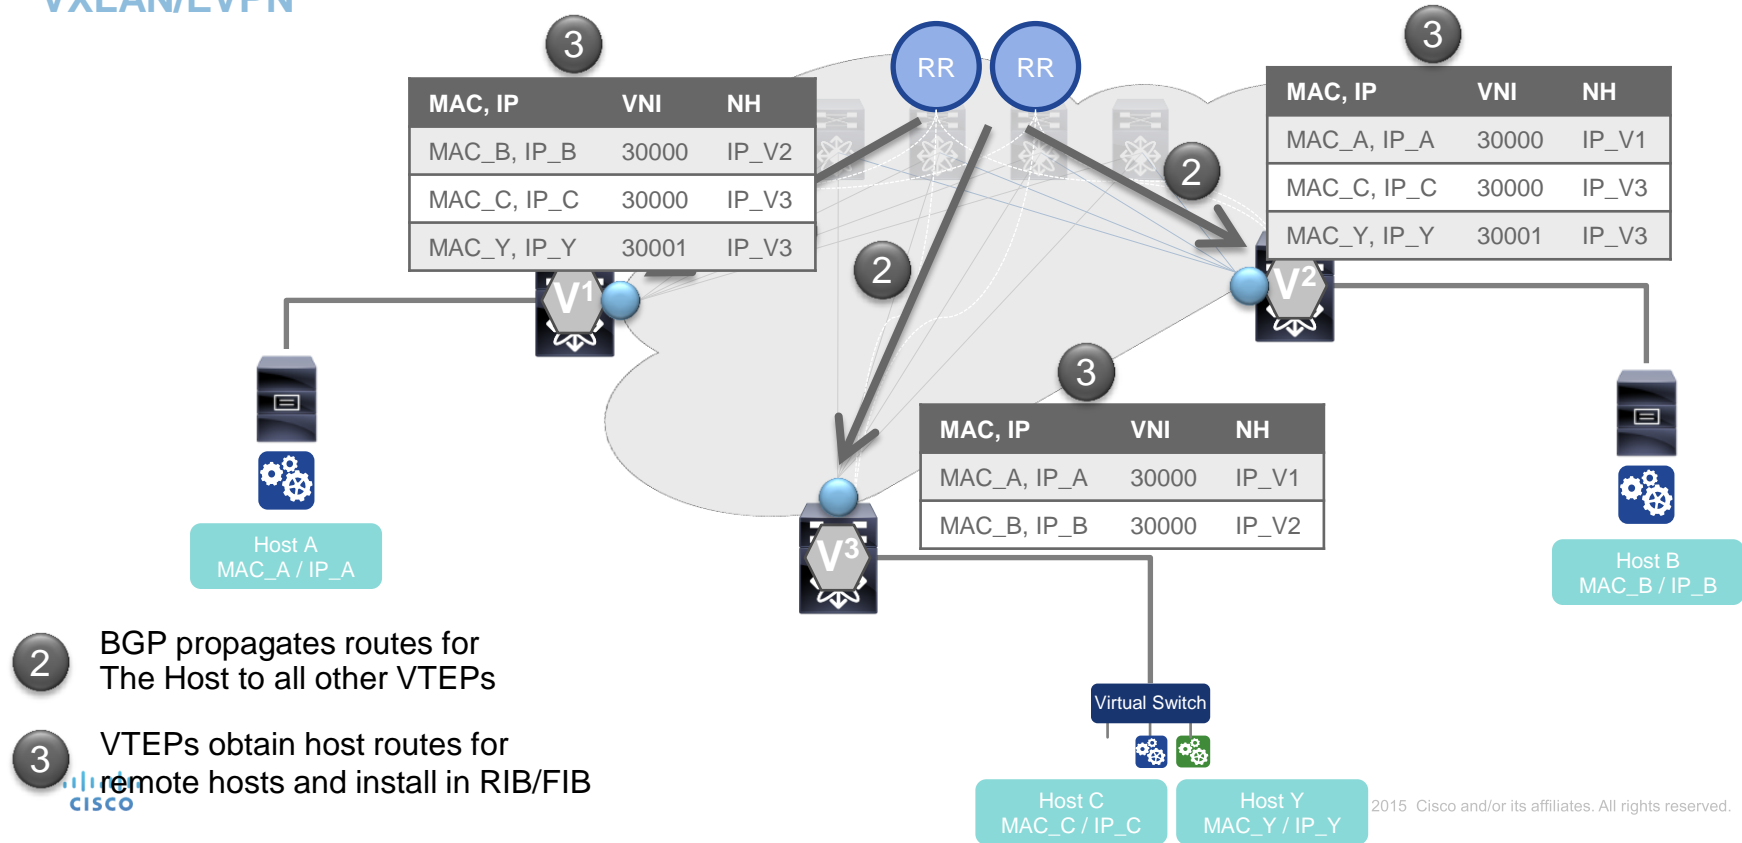 VXLAN/EVPN
3
RR
RR
3
MAC, IP VNI NH
MAC_B, IP_B 30000 IP_V2
MAC_C, IP_C 30000 IP_V3
MAC_Y, IP_Y 30001 IP_V3
MAC, IP VNI NH
MAC_A, IP_A 30000 IP_V1
MAC_C, IP_C 30000 IP_V3
MAC_Y, IP_Y 30001 IP_V3
2
2
V1
V2
3
MAC, IP VNI NH
MAC_A, IP_A 30000 IP_V1
MAC_B, IP_B 30000 IP_V2
V3
Host A
MAC_A / IP_A
Host B
MAC_B / IP_B
2
BGP propagates routes for
The Host to all other VTEPs
3
VTEPs obtain host routes for
remote hosts and install in RIB/FIB
CISCO
Virtual Switch
Host C
MAC_C / IP_C
Host Y
MAC_Y / IP_Y
2015 Cisco and/or its affiliates. All rights reserved.